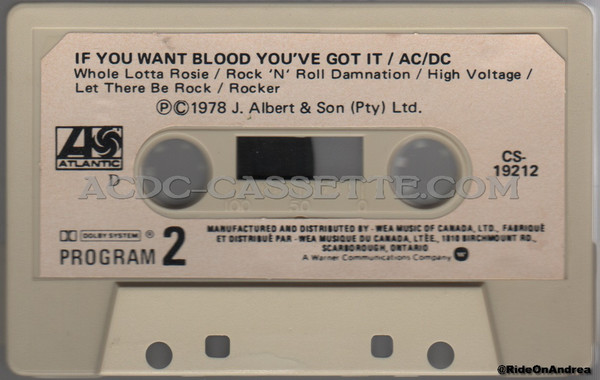 IF YOU WANT BLOOD YOU'VE GOT IT / AC/DC
Whole Lotta Rosie / Rock 'N' Roll Damnation / High Voltage /
Let There Be Rock / Rocker
Ⓟ©1978 J. Albert & Son (Pty) Ltd.
ATLANTIC
D
CS-
19212
ACDC-CASSETTE.COM
100 50 0
DOLBY SYSTEM ®
PROGRAM 2
MANUFACTURED AND DISTRIBUTED BY - WEA MUSIC OF CANADA, LTD., FABRIQUÉ
ET DISTRIBUÉ PAR - WEA MUSIQUE DU CANADA, LTÉE., 1810 BIRCHMOUNT RD.,
SCARBOROUGH, ONTARIO
A Warner Communications Company
@RideOnAndrea